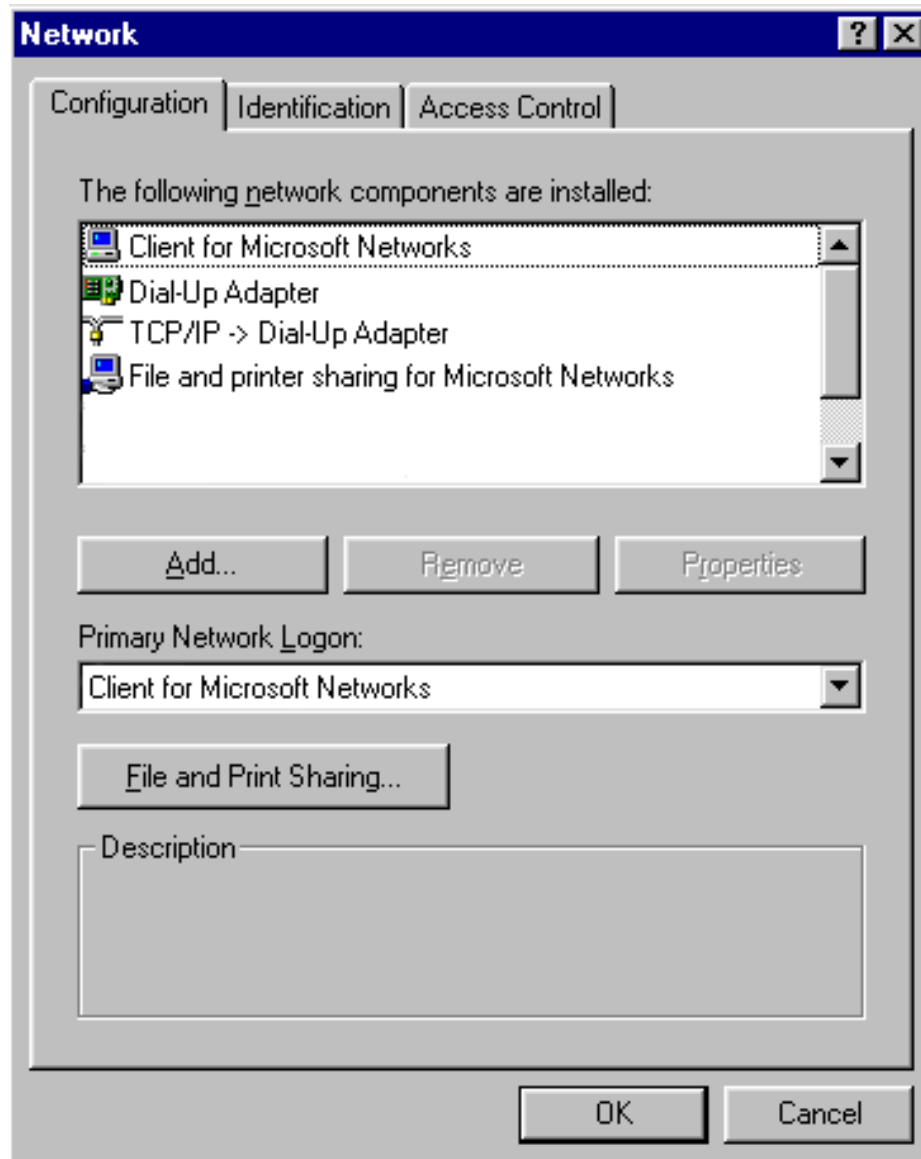 Network
Configuration Identification Access Control
The following network components are installed:
Client for Microsoft Networks
Dial-Up Adapter
TCP/IP -> Dial-Up Adapter
File and printer sharing for Microsoft Networks
Add... Remove Properties
Primary Network Logon:
Client for Microsoft Networks
File and Print Sharing...
Description
OK Cancel